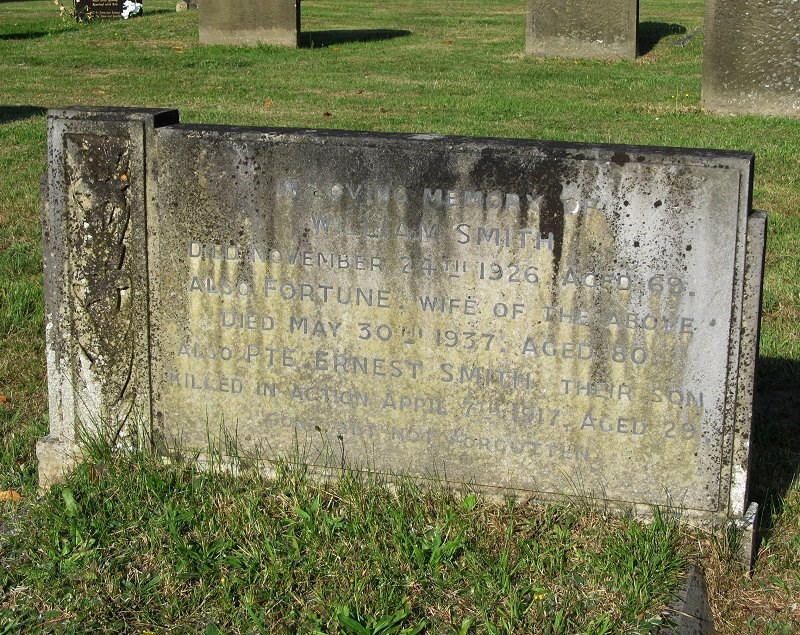 IN LOVING MEMORY OF
WILLIAM SMITH
DIED NOVEMBER 24TH 1926, AGED 69.
ALSO FORTUNE, WIFE OF THE ABOVE
DIED MAY 30TH 1937, AGED 80.
ALSO PTE. ERNEST SMITH, THEIR SON
KILLED IN ACTION APRIL 7TH 1917, AGED 29.
GONE BUT NOT FORGOTTEN.